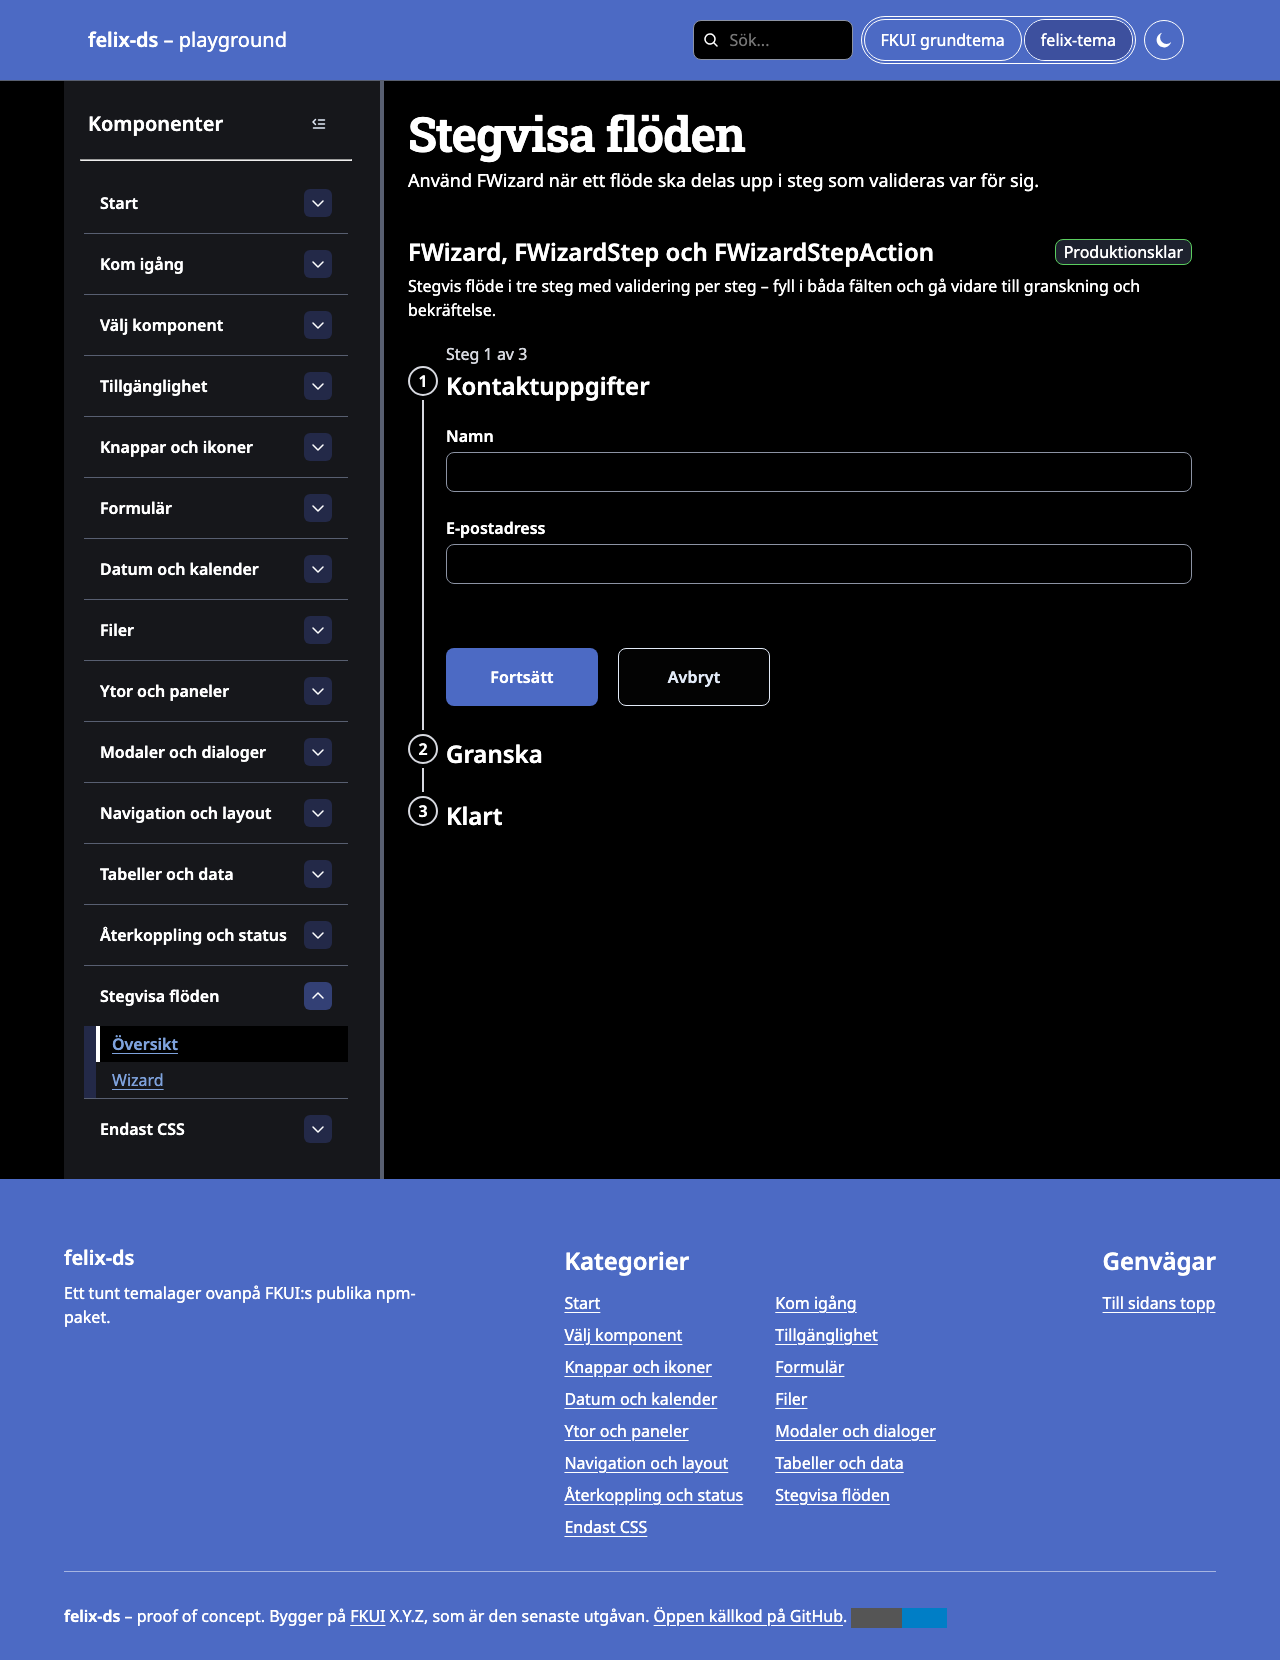 felix-ds – playground
Sök...
FKUI grundtema
felix-tema
Komponenter
Start
Kom igång
Välj komponent
Tillgänglighet
Knappar och ikoner
Formulär
Datum och kalender
Filer
Ytor och paneler
Modaler och dialoger
Navigation och layout
Tabeller och data
Återkoppling och status
Stegvisa flöden
Översikt
Wizard
Endast CSS
Stegvisa flöden
Använd FWizard när ett flöde ska delas upp i steg som valideras var för sig.
FWizard, FWizardStep och FWizardStepAction
Produktionsklar
Stegvis flöde i tre steg med validering per steg – fyll i båda fälten och gå vidare till granskning och
bekräftelse.
Steg 1 av 3
1 Kontaktuppgifter
Namn
E-postadress
Fortsätt
Avbryt
2 Granska
3 Klart
felix-ds
Ett tunt temalager ovanpå FKUI:s publika npm-
paket.
Kategorier
Start
Kom igång
Välj komponent
Tillgänglighet
Knappar och ikoner
Formulär
Datum och kalender
Filer
Ytor och paneler
Modaler och dialoger
Navigation och layout
Tabeller och data
Återkoppling och status
Stegvisa flöden
Endast CSS
Genvägar
Till sidans topp
felix-ds – proof of concept. Bygger på FKUI X.Y.Z, som är den senaste utgåvan. Öppen källkod på GitHub.